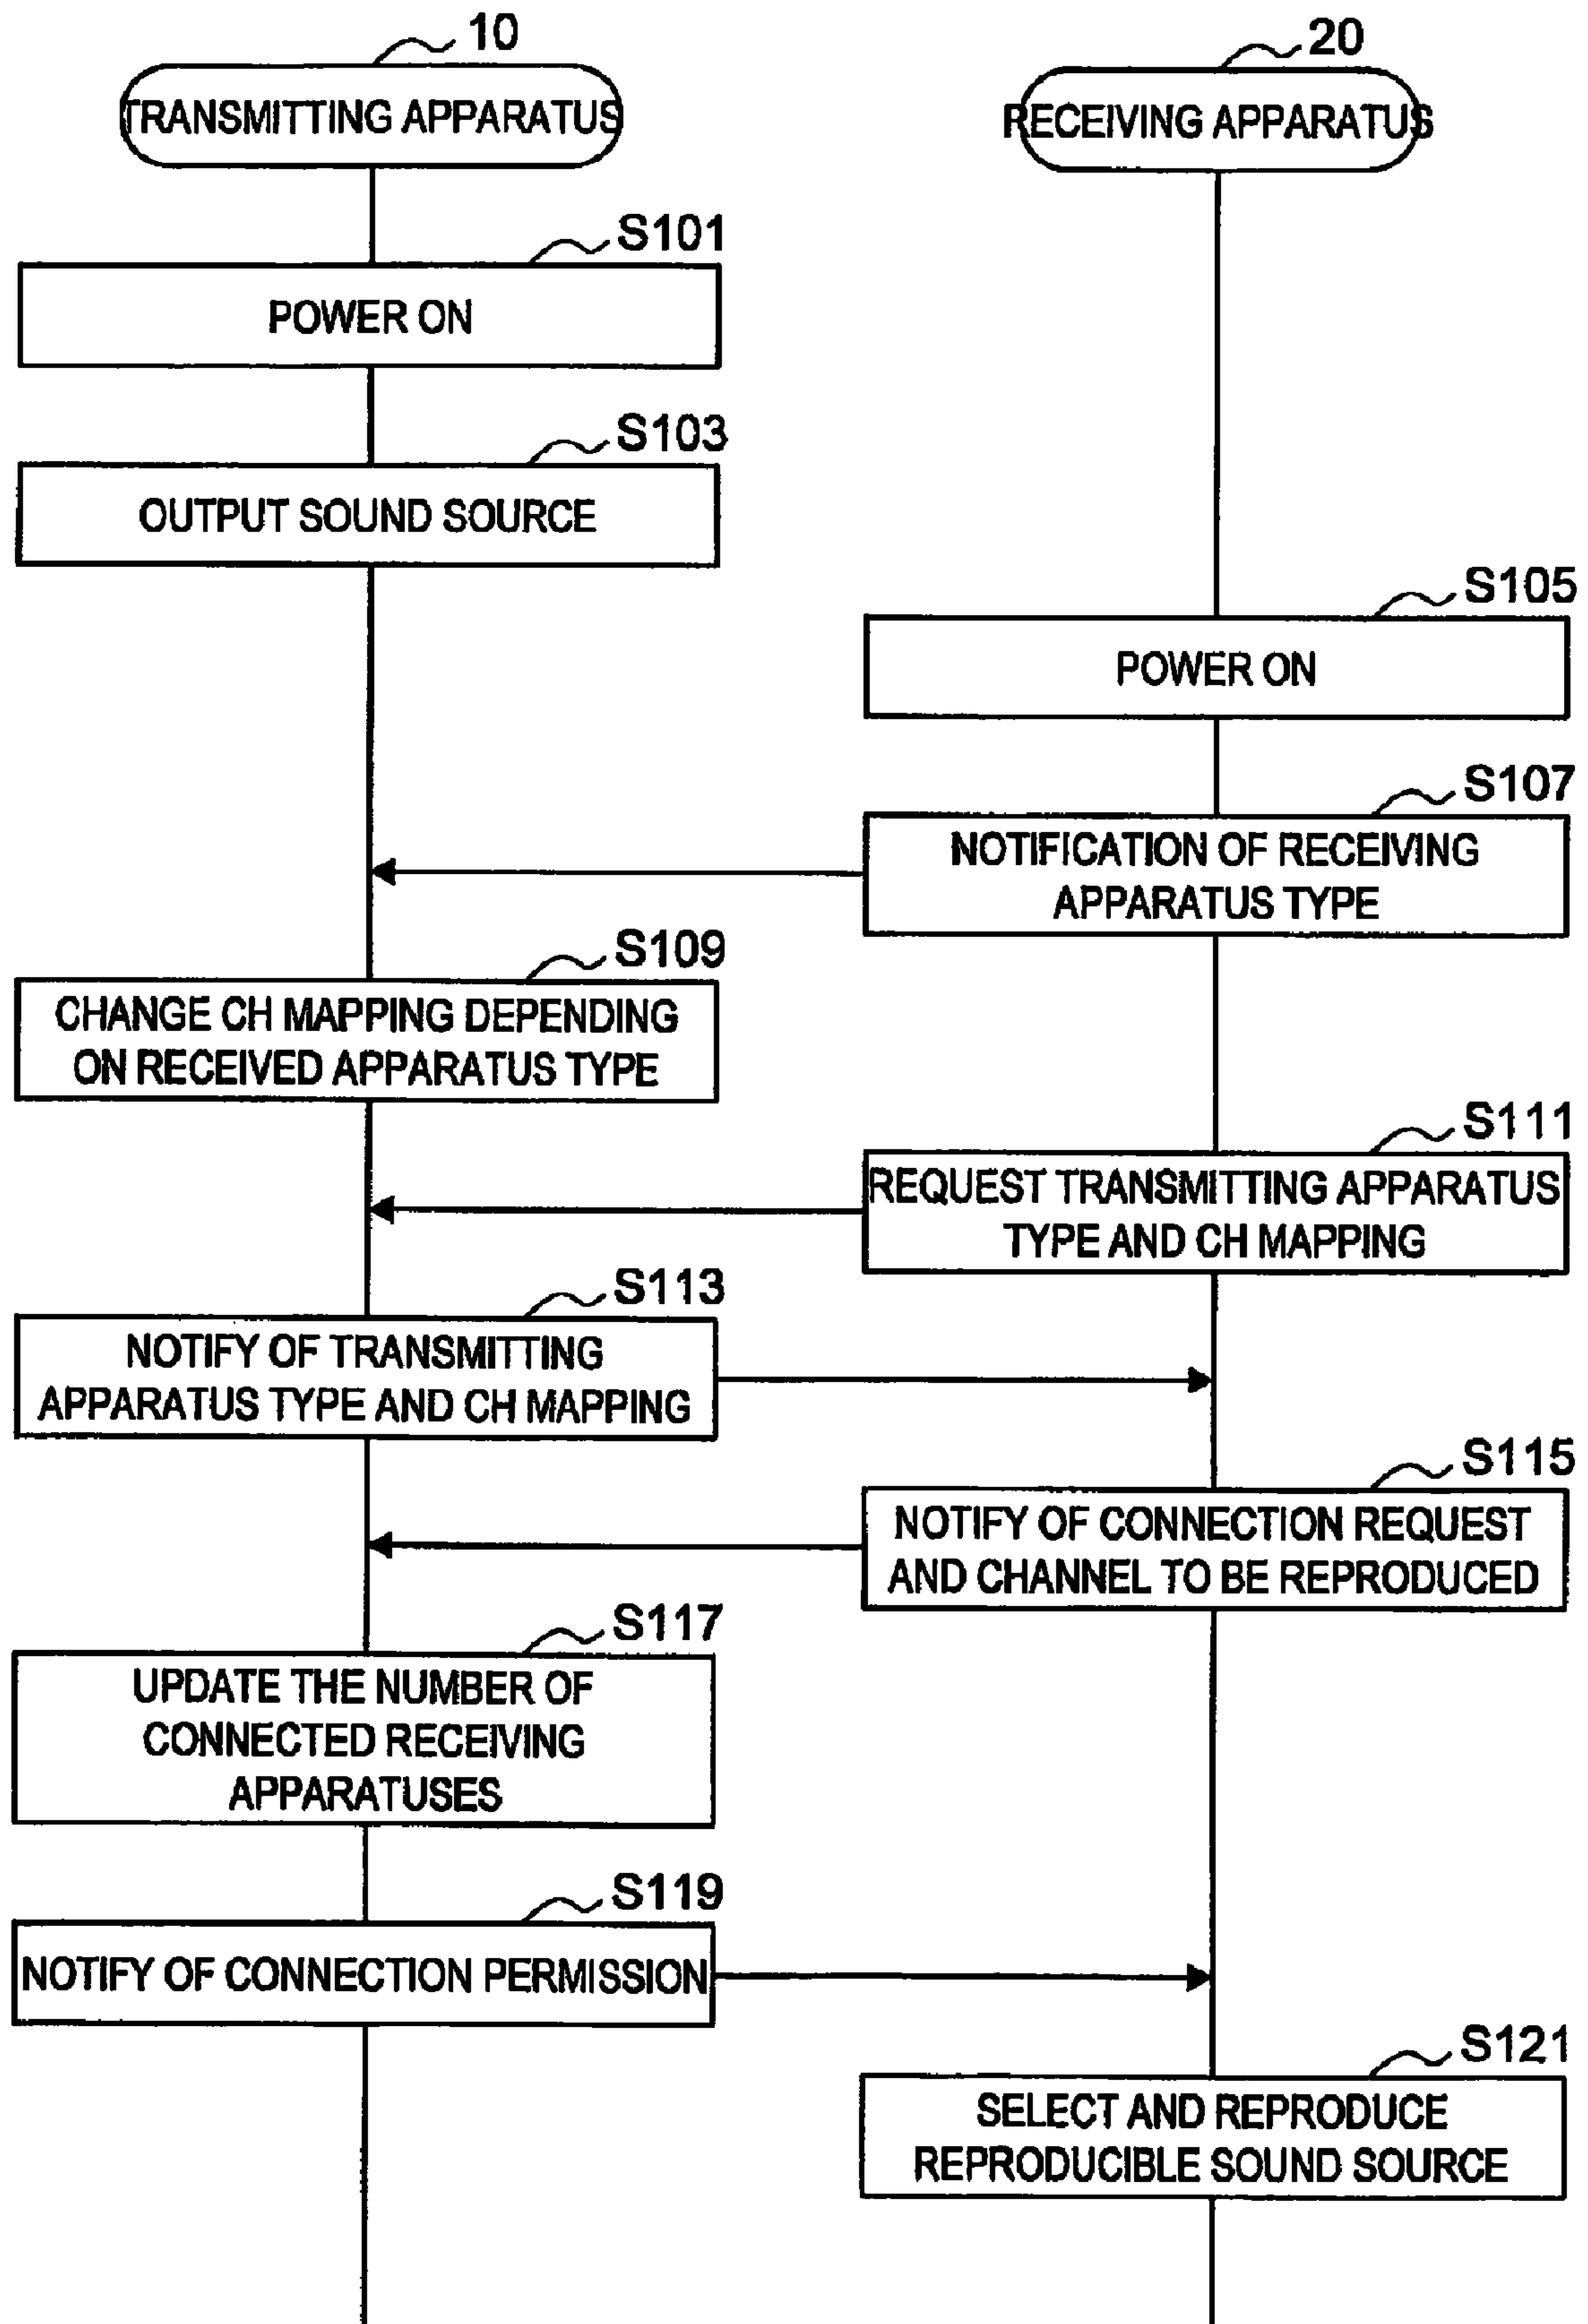 10
TRANSMITTING APPARATUS
20
RECEIVING APPARATUS
S101
POWER ON
S103
OUTPUT SOUND SOURCE
S105
POWER ON
S107
NOTIFICATION OF RECEIVING
APPARATUS TYPE
S109
CHANGE CH MAPPING DEPENDING
ON RECEIVED APPARATUS TYPE
S111
REQUEST TRANSMITTING APPARATUS
TYPE AND CH MAPPING
S113
NOTIFY OF TRANSMITTING
APPARATUS TYPE AND CH MAPPING
S115
NOTIFY OF CONNECTION REQUEST
AND CHANNEL TO BE REPRODUCED
S117
UPDATE THE NUMBER OF
CONNECTED RECEIVING
APPARATUSES
S119
NOTIFY OF CONNECTION PERMISSION
S121
SELECT AND REPRODUCE
REPRODUCIBLE SOUND SOURCE